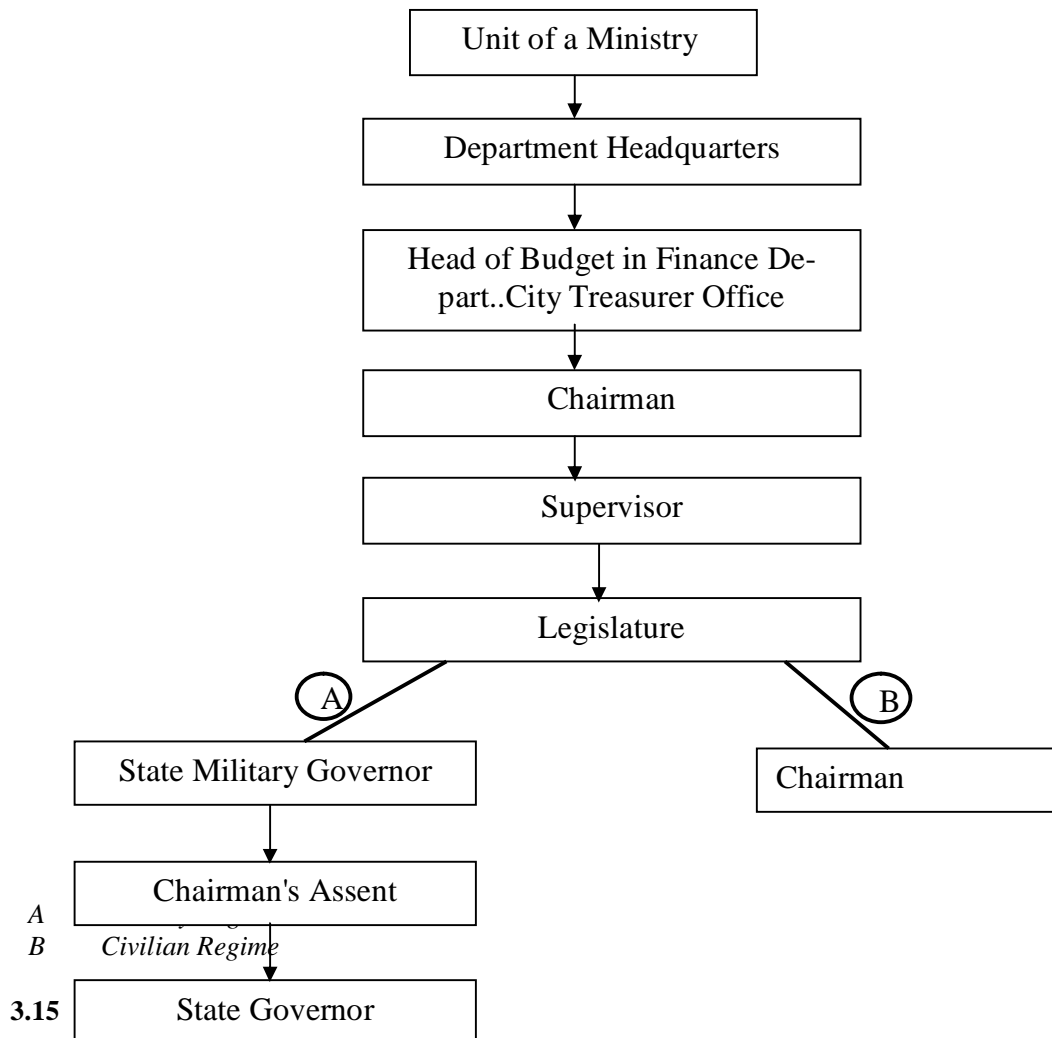 Unit of a Ministry
Department Headquarters
Head of Budget in Finance De-
part..City Treasurer Office
Chairman
Supervisor
Legislature
A
B
State Military Governor
Chairman
Chairman's Assent
A
B Civilian Regime
3.15 State Governor